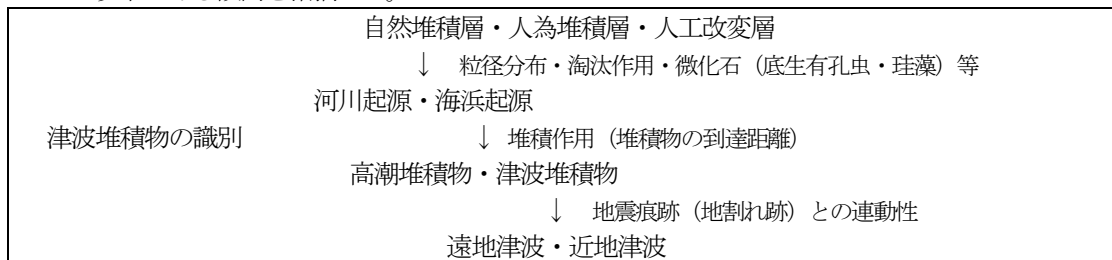 自然堆積層・人為堆積層・人工改変層
↓ 粒径分布・淘汰作用・微化石（底生有孔虫・珪藻）等
河川起源・海浜起源
津波堆積物の識別 ↓ 堆積作用（堆積物の到達距離）
高潮堆積物・津波堆積物
↓ 地震痕跡（地割れ跡）との連動性
遠地津波・近地津波